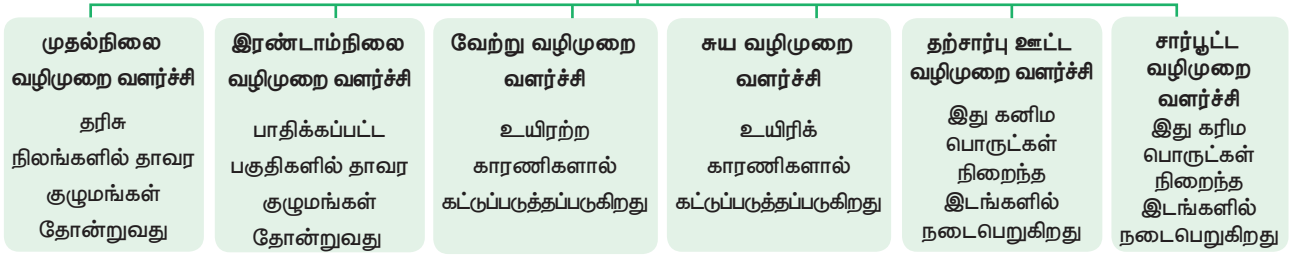 முதல்நிலை
வழிமுறை வளர்ச்சி
தரிசு
நிலங்களில் தாவர
குழுமங்கள்
தோன்றுவது
இரண்டாம்நிலை
வழிமுறை வளர்ச்சி
பாதிக்கப்பட்ட
பகுதிகளில் தாவர
குழுமங்கள்
தோன்றுவது
வேற்று வழிமுறை
வளர்ச்சி
உயிரற்ற
காரணிகளால்
கட்டுப்படுத்தப்படுகிறது
சுய வழிமுறை
வளர்ச்சி
உயிரிக்
காரணிகளால்
கட்டுப்படுத்தப்படுகிறது
தற்சார்பு ஊட்ட
வழிமுறை வளர்ச்சி
இது கனிம
பொருட்கள்
நிறைந்த
இடங்களில்
நடைபெறுகிறது
சார்பூட்ட
வழிமுறை
வளர்ச்சி
இது கரிம
பொருட்கள்
நிறைந்த
இடங்களில்
நடைபெறுகிறது